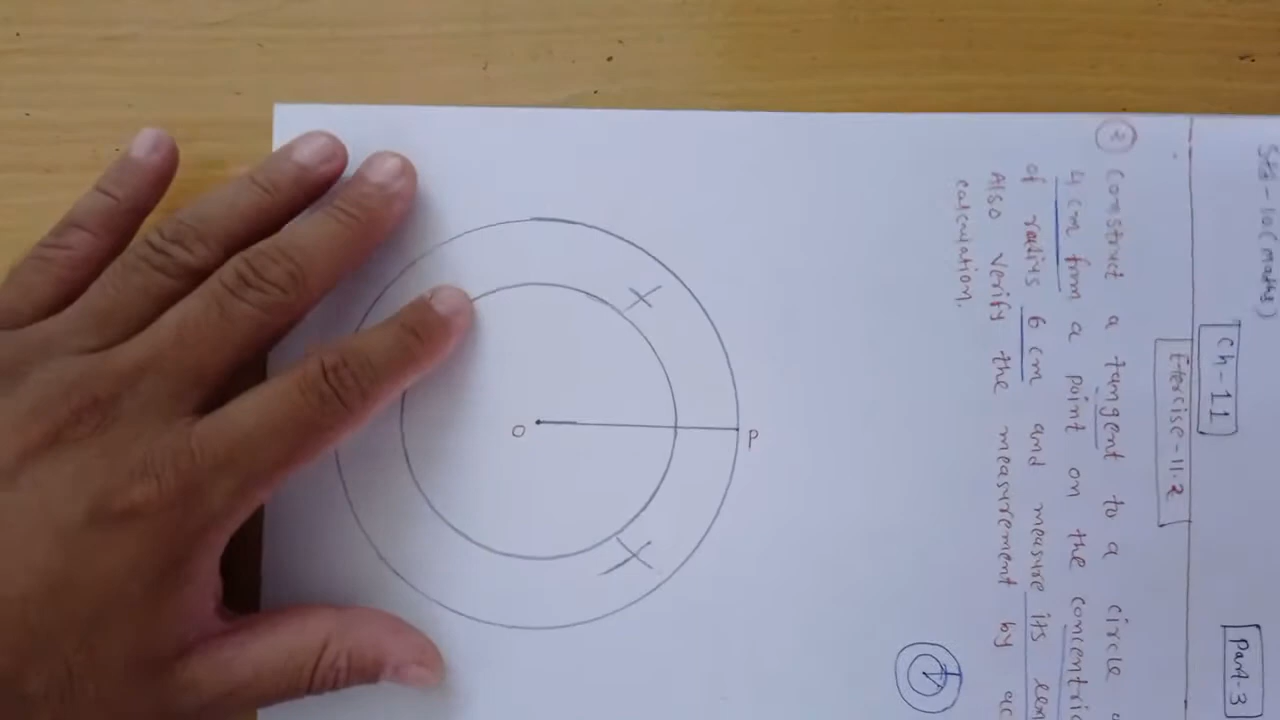 Std-10(maths)
Ch-11
Part-3
Exercise-11.2
② construct a tangent to a circle
4 cm from a point on the concentric
of radius 6 cm and measure its
Also verify the measurement by
calculation.
O
P